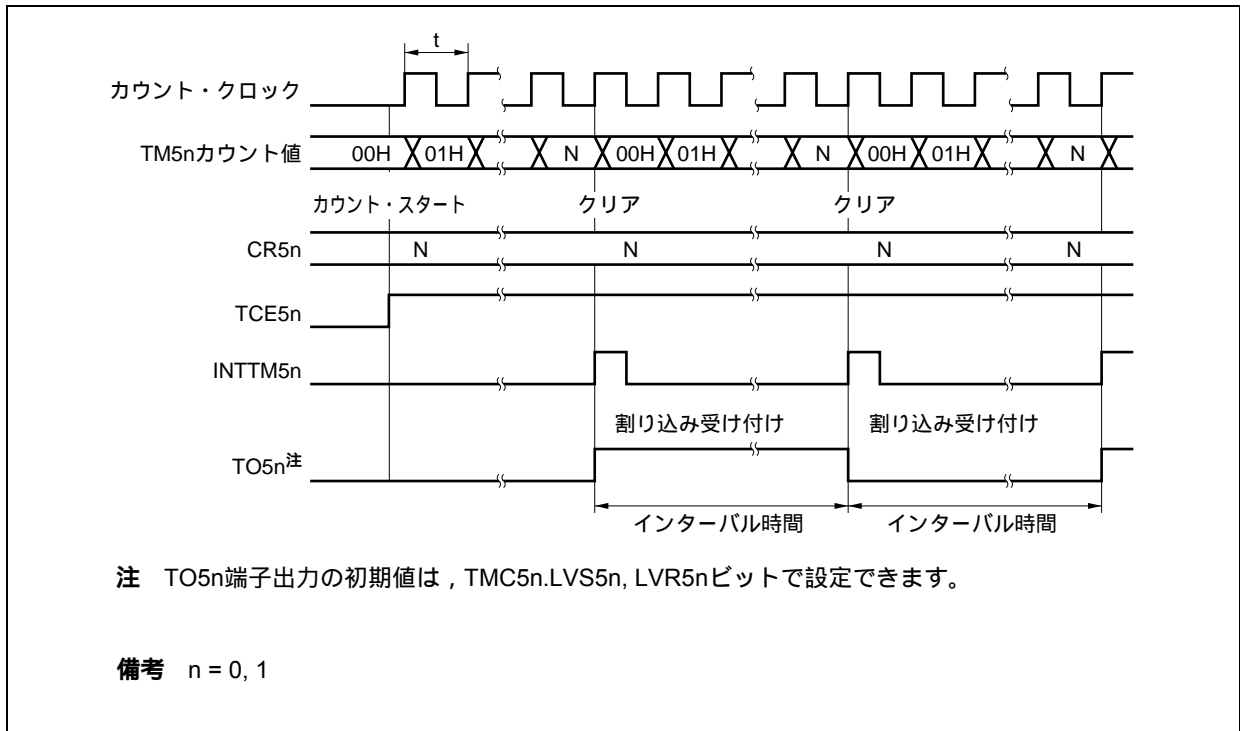 t
カウント・クロック
TM5nカウント値 00H 01H N 00H 01H N 00H 01H N
カウント・スタート クリア クリア
CR5n N N N N
TCE5n
INTTM5n
割り込み受け付け 割り込み受け付け
TO5n注
インターバル時間 インターバル時間
注 TO5n端子出力の初期値は，TMC5n.LVS5n, LVR5nビットで設定できます。
備考 n = 0, 1